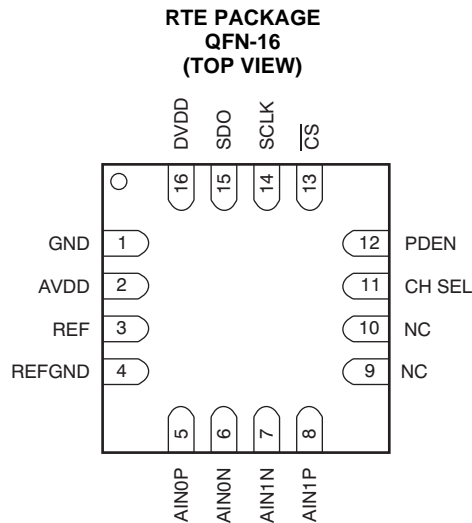 RTE PACKAGE
QFN-16
(TOP VIEW)
DVDD
SDO
SCLK
C̅S̅
16
15
14
13
GND 1
AVDD 2
REF 3
REFGND 4
12 PDEN
11 CH SEL
10 NC
9 NC
5
6
7
8
AIN0P
AIN0N
AIN1N
AIN1P